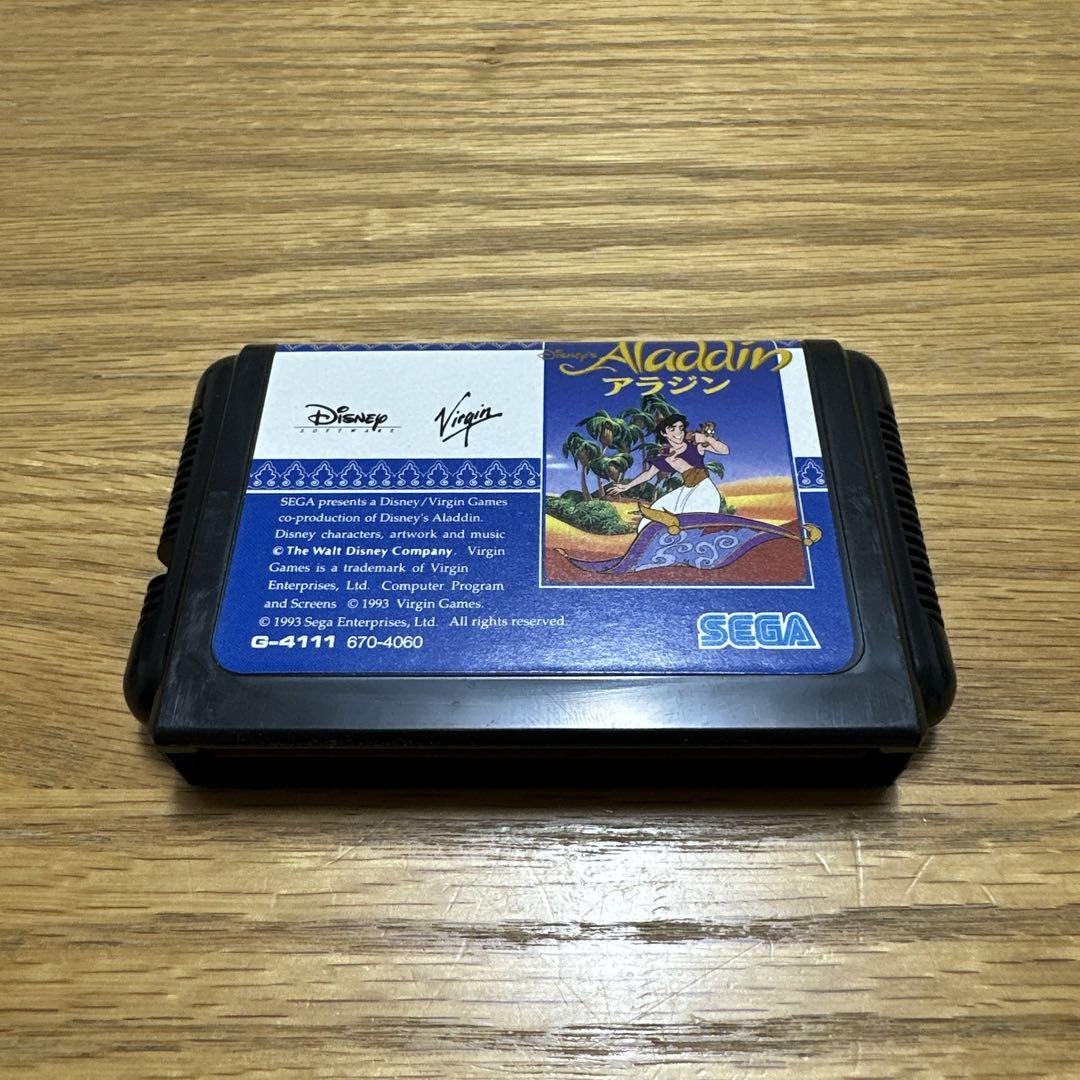 Disney's Aladdin
アラジン
Disney
SOFTWARE
Virgin
SEGA presents a Disney/Virgin Games
co-production of Disney's Aladdin.
Disney characters, artwork and music
© The Walt Disney Company. Virgin
Games is a trademark of Virgin
Enterprises, Ltd. Computer Program
and Screens © 1993 Virgin Games.
© 1993 Sega Enterprises, Ltd. All rights reserved.
G-4111 670-4060
SEGA